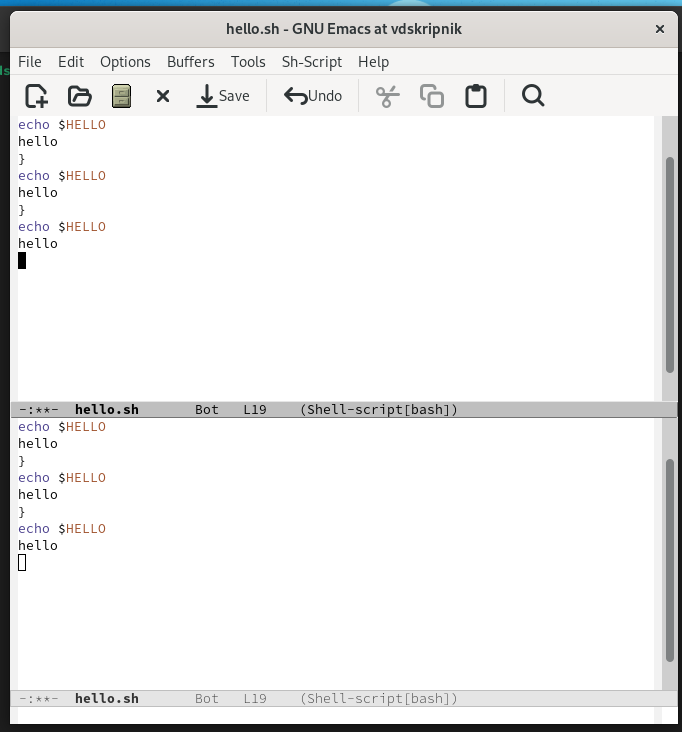 hello.sh - GNU Emacs at vdskripnik
File Edit Options Buffers Tools Sh-Script Help
Save Undo
echo $HELLO
hello
}
echo $HELLO
hello
}
echo $HELLO
hello
-:**- hello.sh Bot L19 (Shell-script[bash])
echo $HELLO
hello
}
echo $HELLO
hello
}
echo $HELLO
hello
-:**- hello.sh Bot L19 (Shell-script[bash])